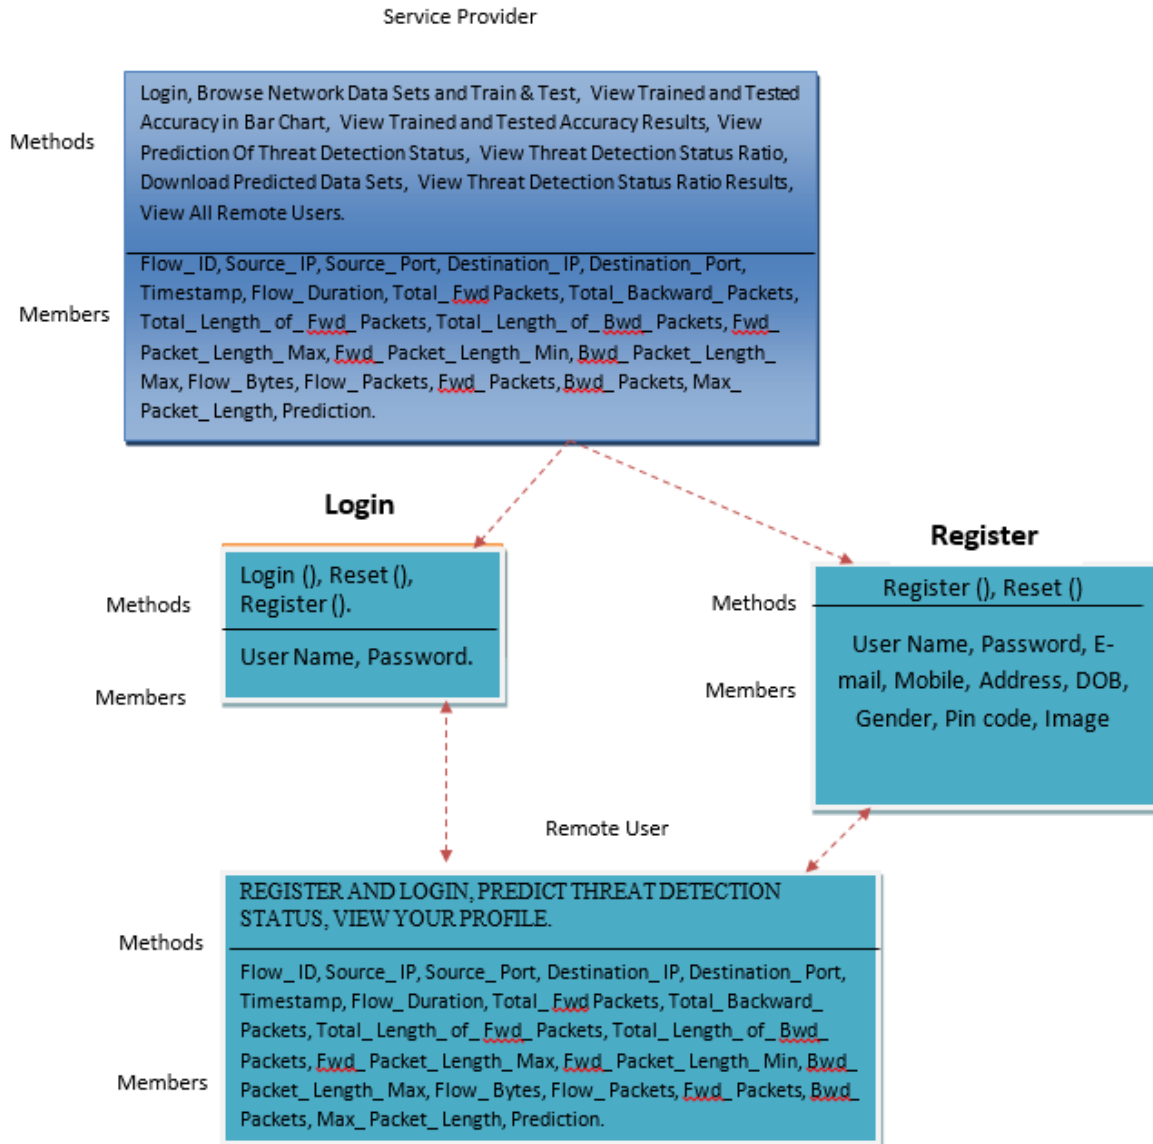 Service Provider
Methods
Login, Browse Network Data Sets and Train & Test, View Trained and Tested
Accuracy in Bar Chart, View Trained and Tested Accuracy Results, View
Prediction Of Threat Detection Status, View Threat Detection Status Ratio,
Download Predicted Data Sets, View Threat Detection Status Ratio Results,
View All Remote Users.
Members
Flow_ ID, Source_ IP, Source_ Port, Destination_ IP, Destination_ Port,
Timestamp, Flow_ Duration, Total_ Fwd Packets, Total_ Backward_ Packets,
Total_ Length_ of_ Fwd_ Packets, Total_ Length_ of_ Bwd_ Packets, Fwd_
Packet_ Length_ Max, Fwd_ Packet_ Length_ Min, Bwd_ Packet_ Length_
Max, Flow_ Bytes, Flow_ Packets, Fwd_ Packets, Bwd_ Packets, Max_
Packet_ Length, Prediction.
Login
Methods
Login (), Reset (),
Register ().
Members
User Name, Password.
Register
Methods
Register (), Reset ()
Members
User Name, Password, E-
mail, Mobile, Address, DOB,
Gender, Pin code, Image
Remote User
Methods
REGISTER AND LOGIN, PREDICT THREAT DETECTION
STATUS, VIEW YOUR PROFILE.
Members
Flow_ ID, Source_ IP, Source_ Port, Destination_ IP, Destination_ Port,
Timestamp, Flow_ Duration, Total_ Fwd Packets, Total_ Backward_
Packets, Total_ Length_ of_ Fwd_ Packets, Total_ Length_ of_ Bwd_
Packets, Fwd_ Packet_ Length_ Max, Fwd_ Packet_ Length_ Min, Bwd_
Packet_ Length_ Max, Flow_ Bytes, Flow_ Packets, Fwd_ Packets, Bwd_
Packets, Max_ Packet_ Length, Prediction.